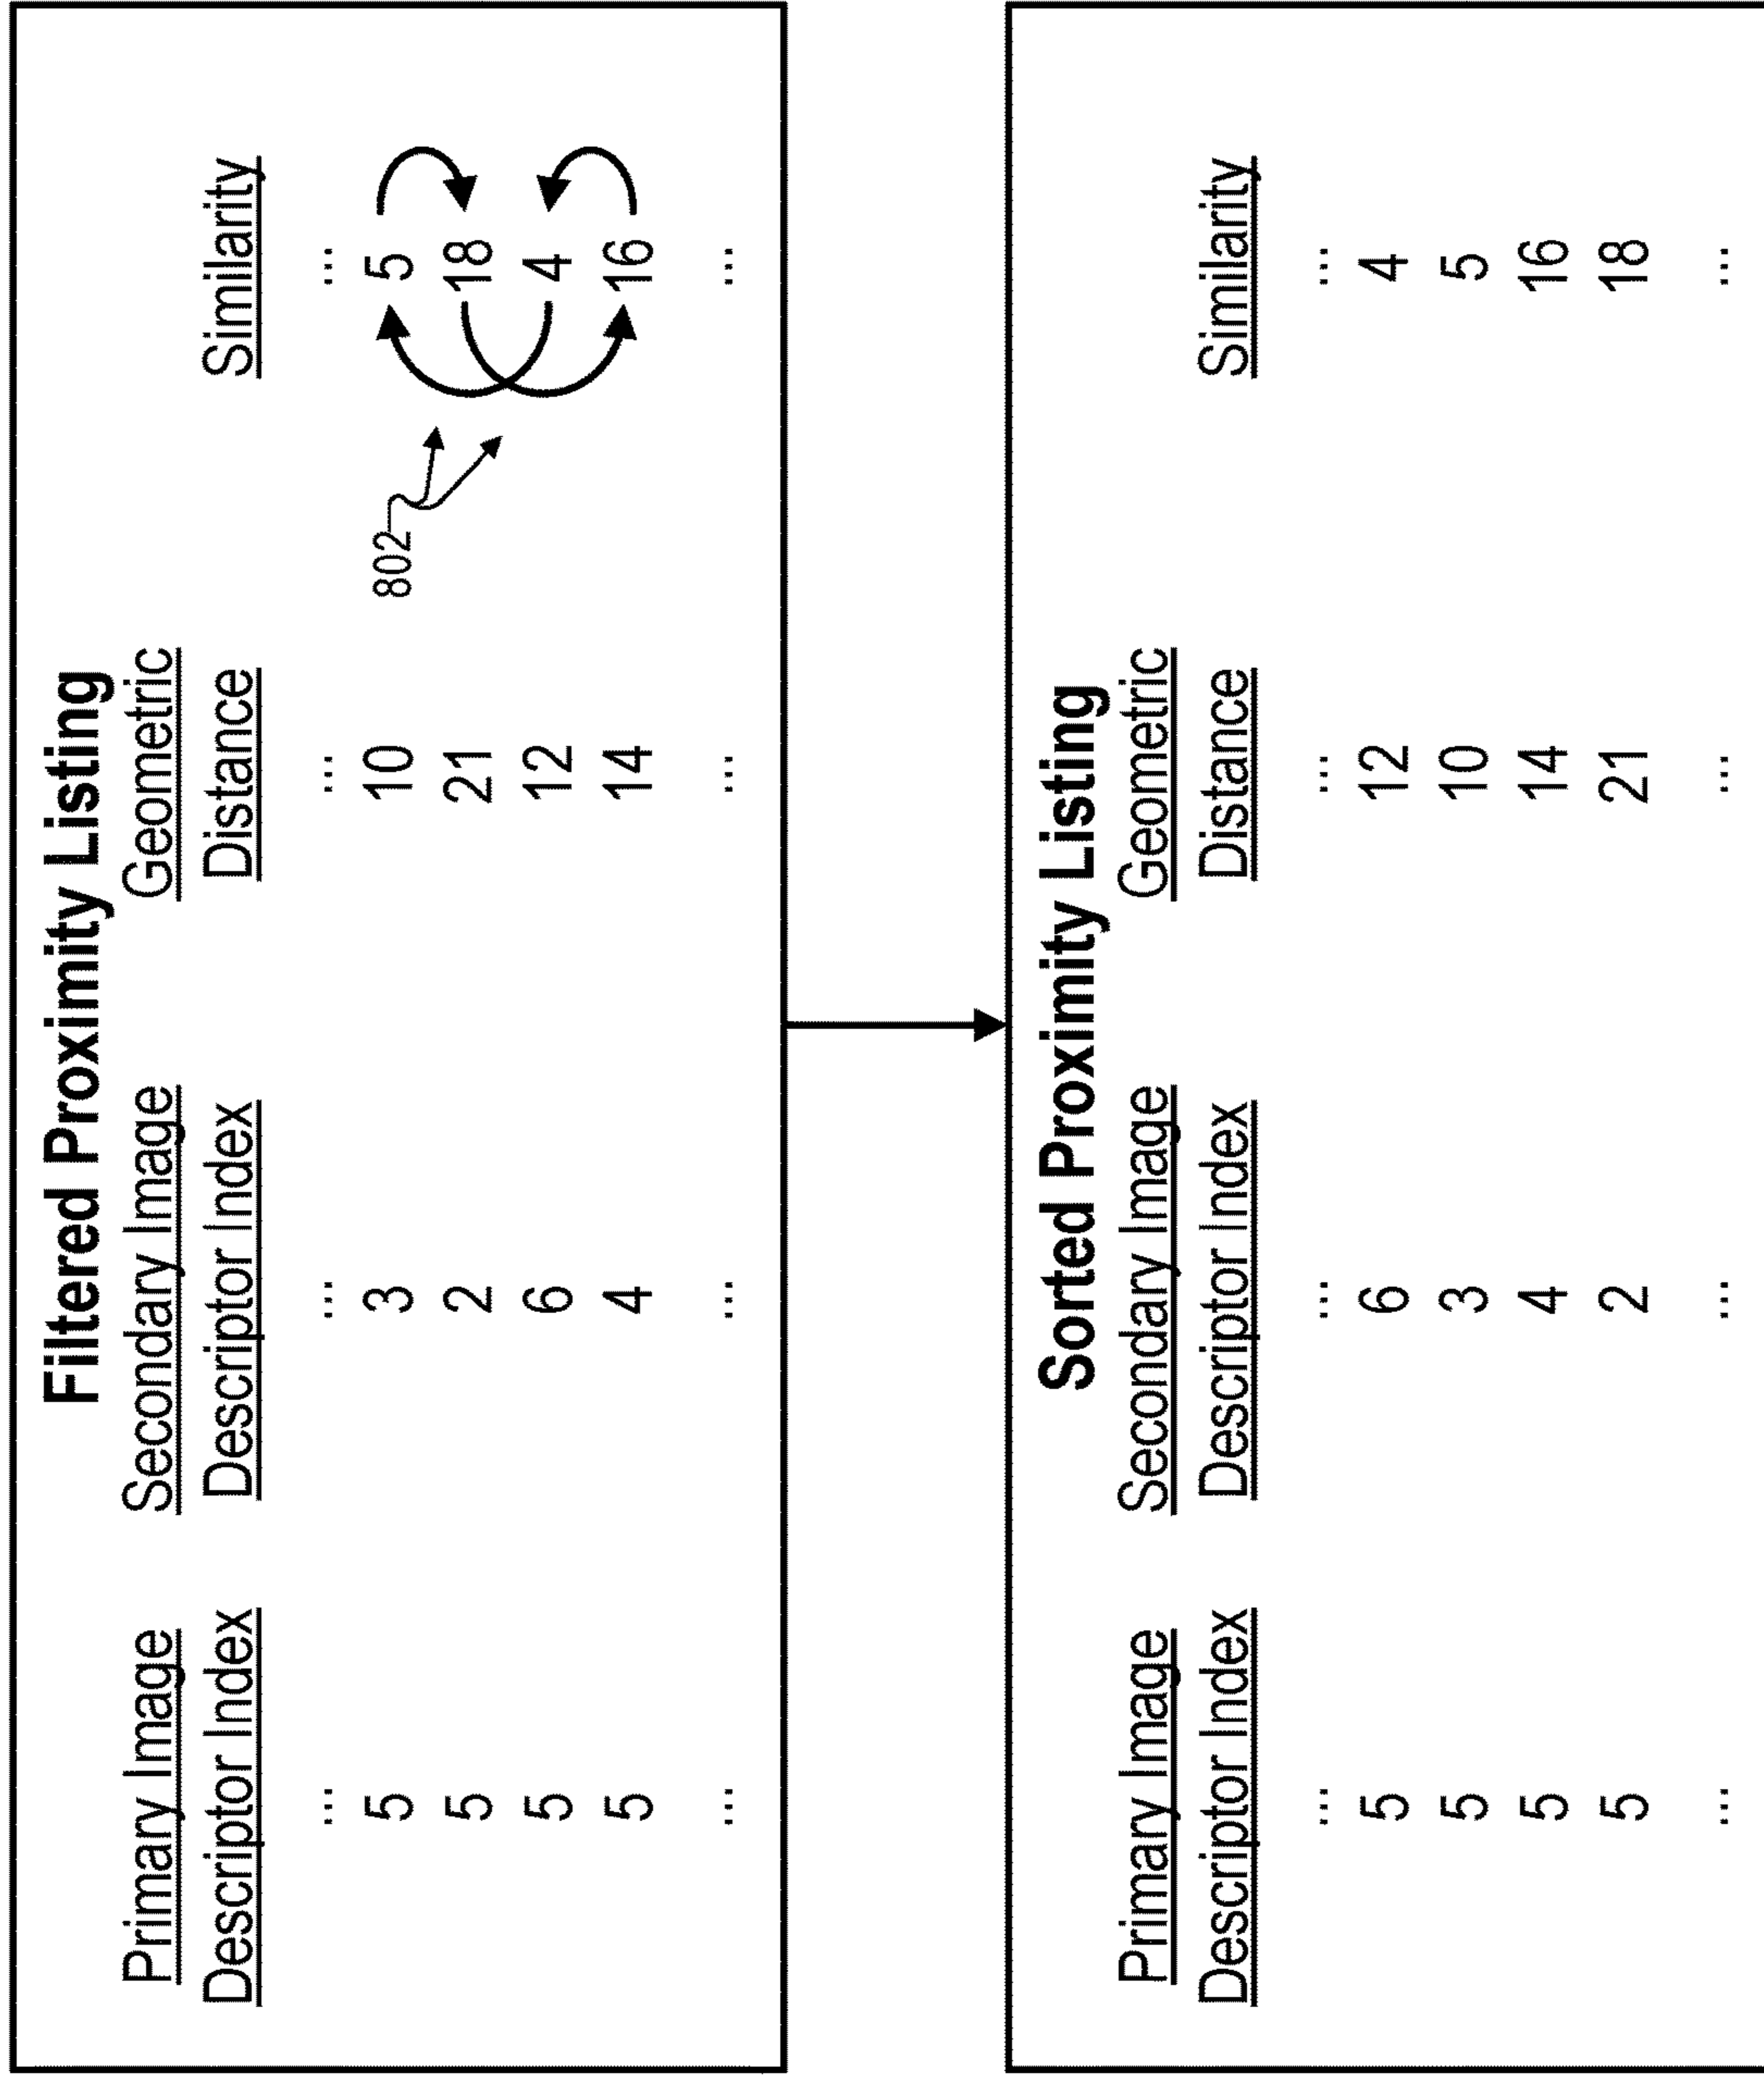 Filtered Proximity Listing
Primary Image Secondary Image Geometric
Descriptor Index Descriptor Index Distance Similarity
... ... ... ...
5 3 10 5
5 2 21 18
5 6 12 4
5 4 14 16
... ... ... ...
802
Sorted Proximity Listing
Primary Image Secondary Image Geometric
Descriptor Index Descriptor Index Distance Similarity
... ... ... ...
5 6 12 4
5 3 10 5
5 4 14 16
5 2 21 18
... ... ... ...